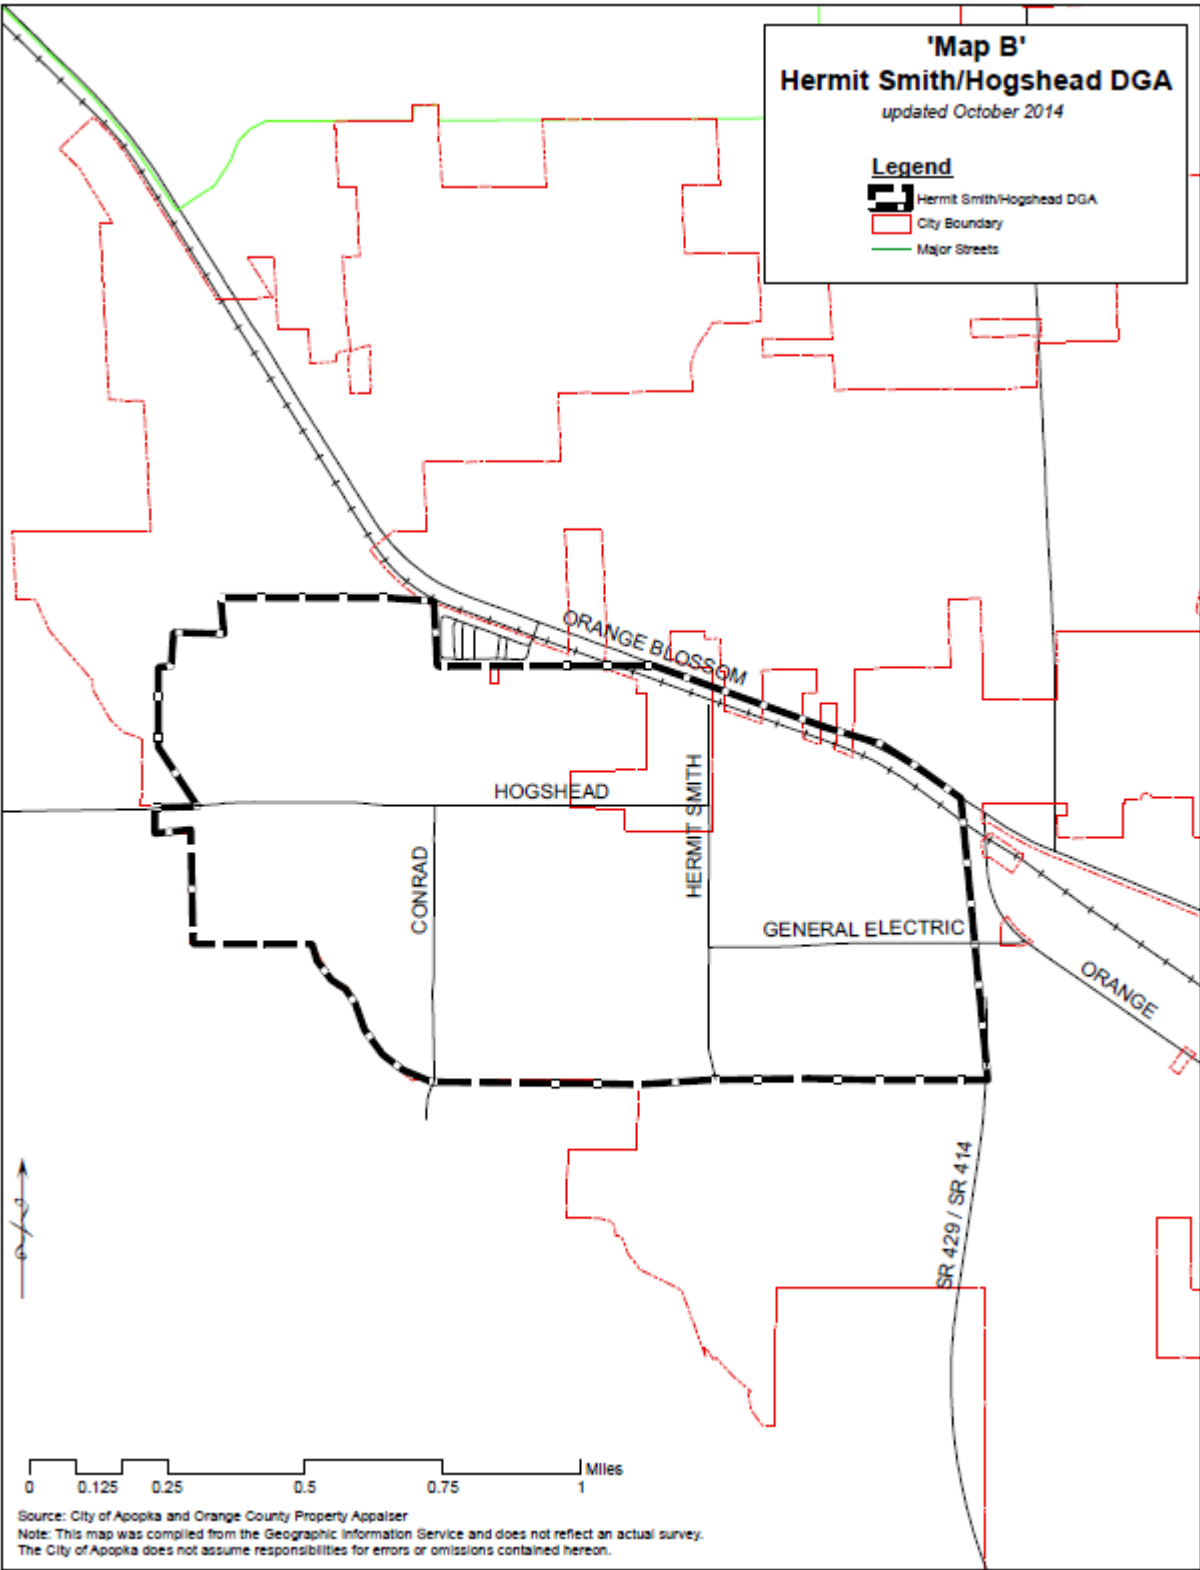 'Map B'
Hermit Smith/Hogshead DGA
updated October 2014
Legend
Hermit Smith/Hogshead DGA
City Boundary
Major Streets
ORANGE BLOSSOM
HOGSHEAD
HERMIT SMITH
CONRAD
GENERAL ELECTRIC
ORANGE
SR 429 / SR 414
Miles
0 0.125 0.25 0.5 0.75 1
Source: City of Apopka and Orange County Property Appaiser
Note: This map was compiled from the Geographic Information Service and does not reflect an actual survey.
The City of Apopka does not assume responsibilities for errors or omissions contained hereon.